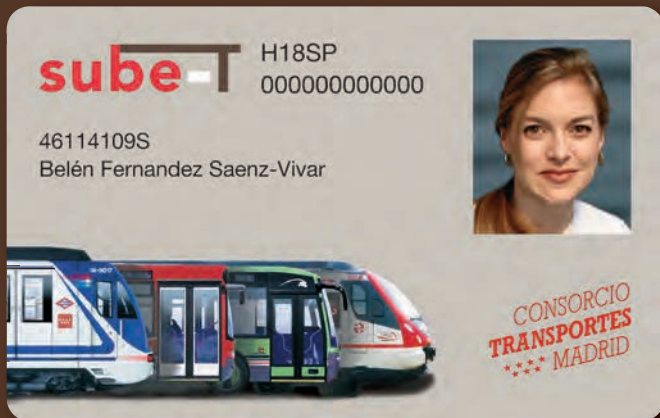 sube-T
H18SP
000000000000
46114109S
Belén Fernandez Saenz-Vivar
CONSORCIO
TRANSPORTES
MADRID